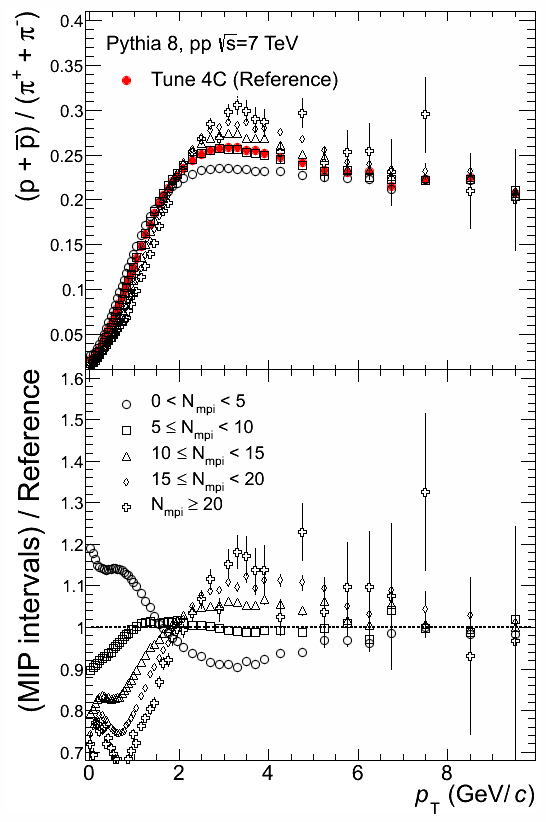 (p + p̅) / (π⁺ + π⁻)
0.4
0.35
0.3
0.25
0.2
0.15
0.1
0.05
Pythia 8, pp √s=7 TeV
Tune 4C (Reference)
(MIP intervals) / Reference
1.6
1.5
1.4
1.3
1.2
1.1
1
0.9
0.8
0.7
0 < N_mpi < 5
5 ≤ N_mpi < 10
10 ≤ N_mpi < 15
15 ≤ N_mpi < 20
N_mpi ≥ 20
0 2 4 6 8
p_T (GeV/c)